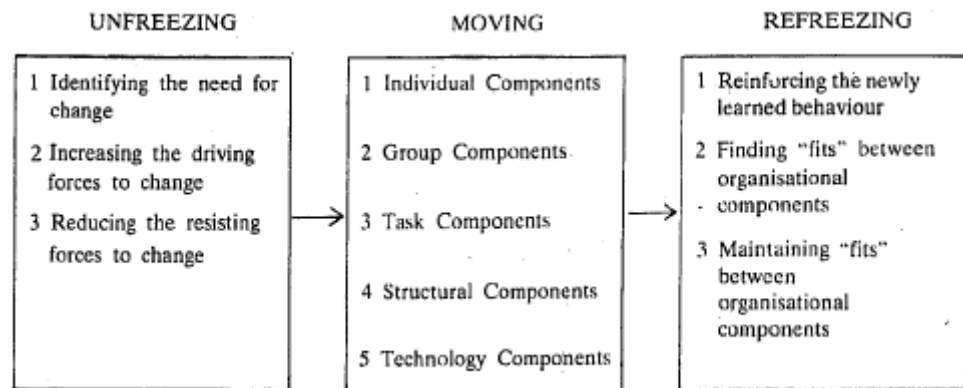 UNFREEZING
1 Identifying the need for
change
2 Increasing the driving
forces to change
3 Reducing the resisting
forces to change
MOVING
1 Individual Components
2 Group Components
3 Task Components
4 Structural Components
5 Technology Components
REFREEZING
1 Reinforcing the newly
learned behaviour
2 Finding "fits" between
organisational
components
3 Maintaining "fits"
between
organisational
components